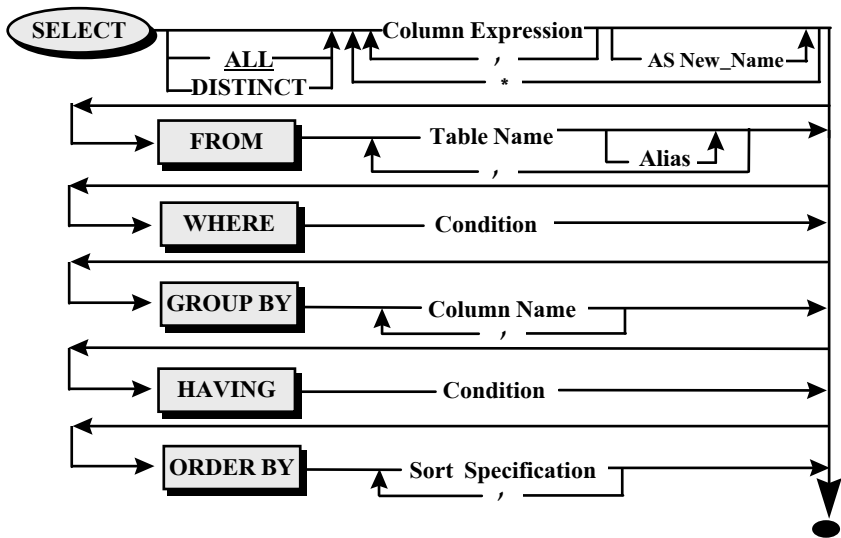 SELECT
Column Expression
ALL
,
AS New_Name
DISTINCT
*
FROM
Table Name
Alias
,
WHERE
Condition
GROUP BY
Column Name
,
HAVING
Condition
ORDER BY
Sort Specification
,